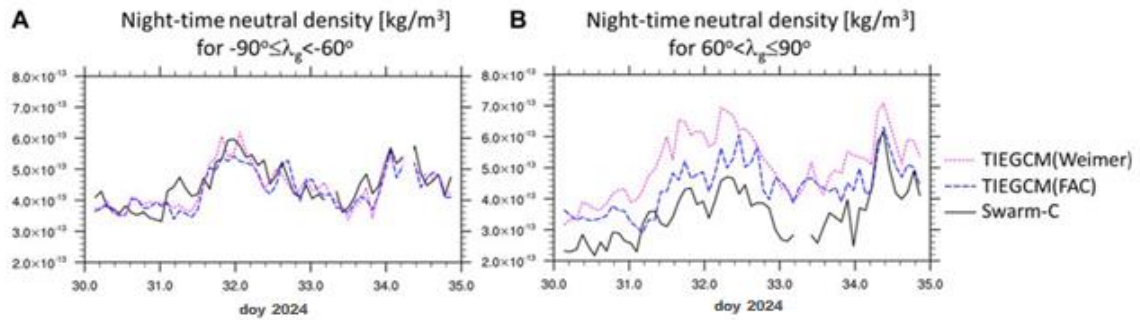 A
Night-time neutral density [kg/m³]
for -90°≤λg<-60°
8.0×10⁻¹³
7.0×10⁻¹³
6.0×10⁻¹³
5.0×10⁻¹³
4.0×10⁻¹³
3.0×10⁻¹³
2.0×10⁻¹³
30.0 31.0 32.0 33.0 34.0 35.0
doy 2024
B
Night-time neutral density [kg/m³]
for 60°<λg≤90°
8.0×10⁻¹³
7.0×10⁻¹³
6.0×10⁻¹³
5.0×10⁻¹³
4.0×10⁻¹³
3.0×10⁻¹³
2.0×10⁻¹³
30.0 31.0 32.0 33.0 34.0 35.0
doy 2024
TIEGCM(Weimer)
TIEGCM(FAC)
Swarm-C